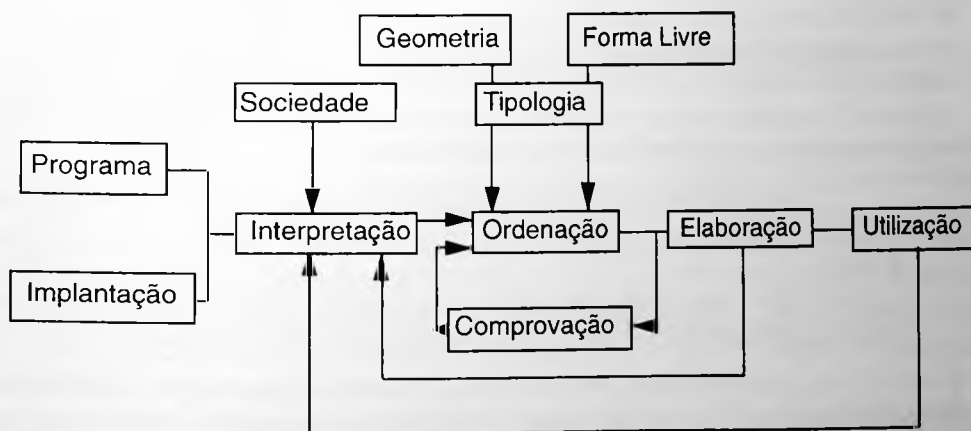 Geometria
Forma Livre
Sociedade
Tipologia
Programa
Interpretação
Ordenação
Elaboração
Utilização
Implantação
Comprovação